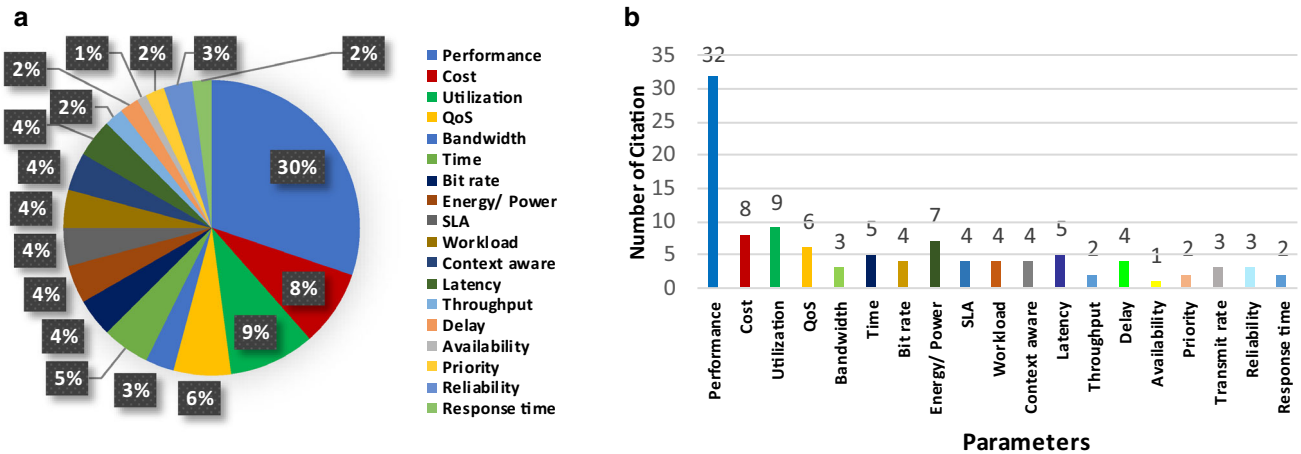 a
1%
2%
3%
2%
2%
2%
4%
4%
4%
4%
4%
4%
5%
3%
6%
9%
8%
30%
Performance
Cost
Utilization
QoS
Bandwidth
Time
Bit rate
Energy/ Power
SLA
Workload
Context aware
Latency
Throughput
Delay
Availability
Priority
Reliability
Response time
b
Number of Citation
35
30
25
20
15
10
5
0
32
8
9
6
3
5
4
7
4
4
4
5
2
4
1
2
3
3
2
Performance
Cost
Utilization
QoS
Bandwidth
Time
Bit rate
Energy/ Power
SLA
Workload
Context aware
Latency
Throughput
Delay
Availability
Priority
Transmit rate
Reliability
Response time
Parameters